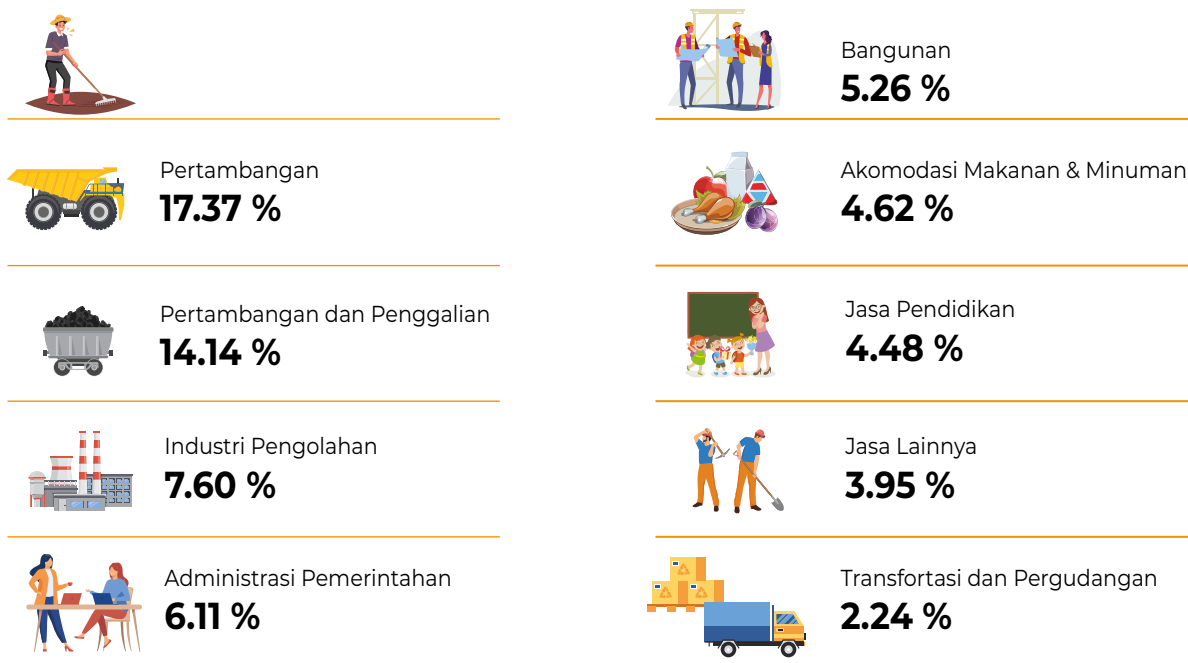 Pertambangan
17.37 %
Pertambangan dan Penggalian
14.14 %
Industri Pengolahan
7.60 %
Administrasi Pemerintahan
6.11 %
Bangunan
5.26 %
Akomodasi Makanan & Minuman
4.62 %
Jasa Pendidikan
4.48 %
Jasa Lainnya
3.95 %
Transfortasi dan Pergudangan
2.24 %